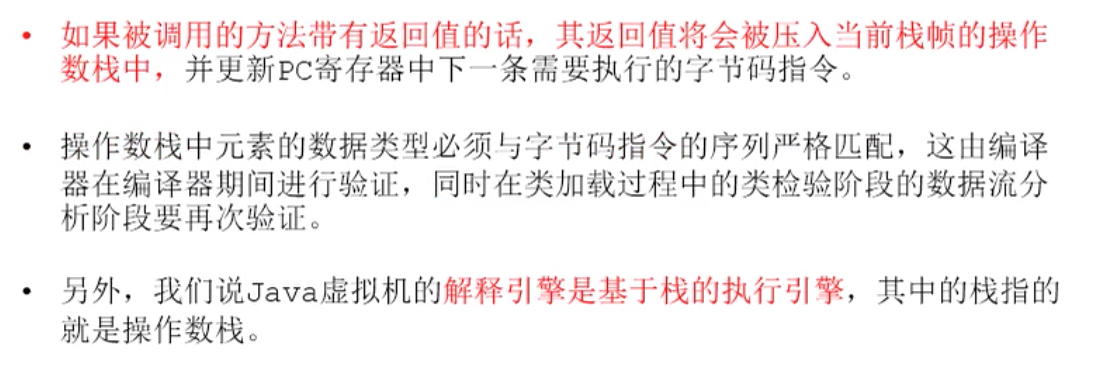 • 如果被调用的方法带有返回值的话，其返回值将会被压入当前栈帧的操作
数栈中，并更新PC寄存器中下一条需要执行的字节码指令。
• 操作数栈中元素的数据类型必须与字节码指令的序列严格匹配，这由编译
器在编译器期间进行验证，同时在类加载过程中的类检验阶段的数据流分
析阶段要再次验证。
• 另外，我们说Java虚拟机的解释引擎是基于栈的执行引擎，其中的栈指的
就是操作数栈。